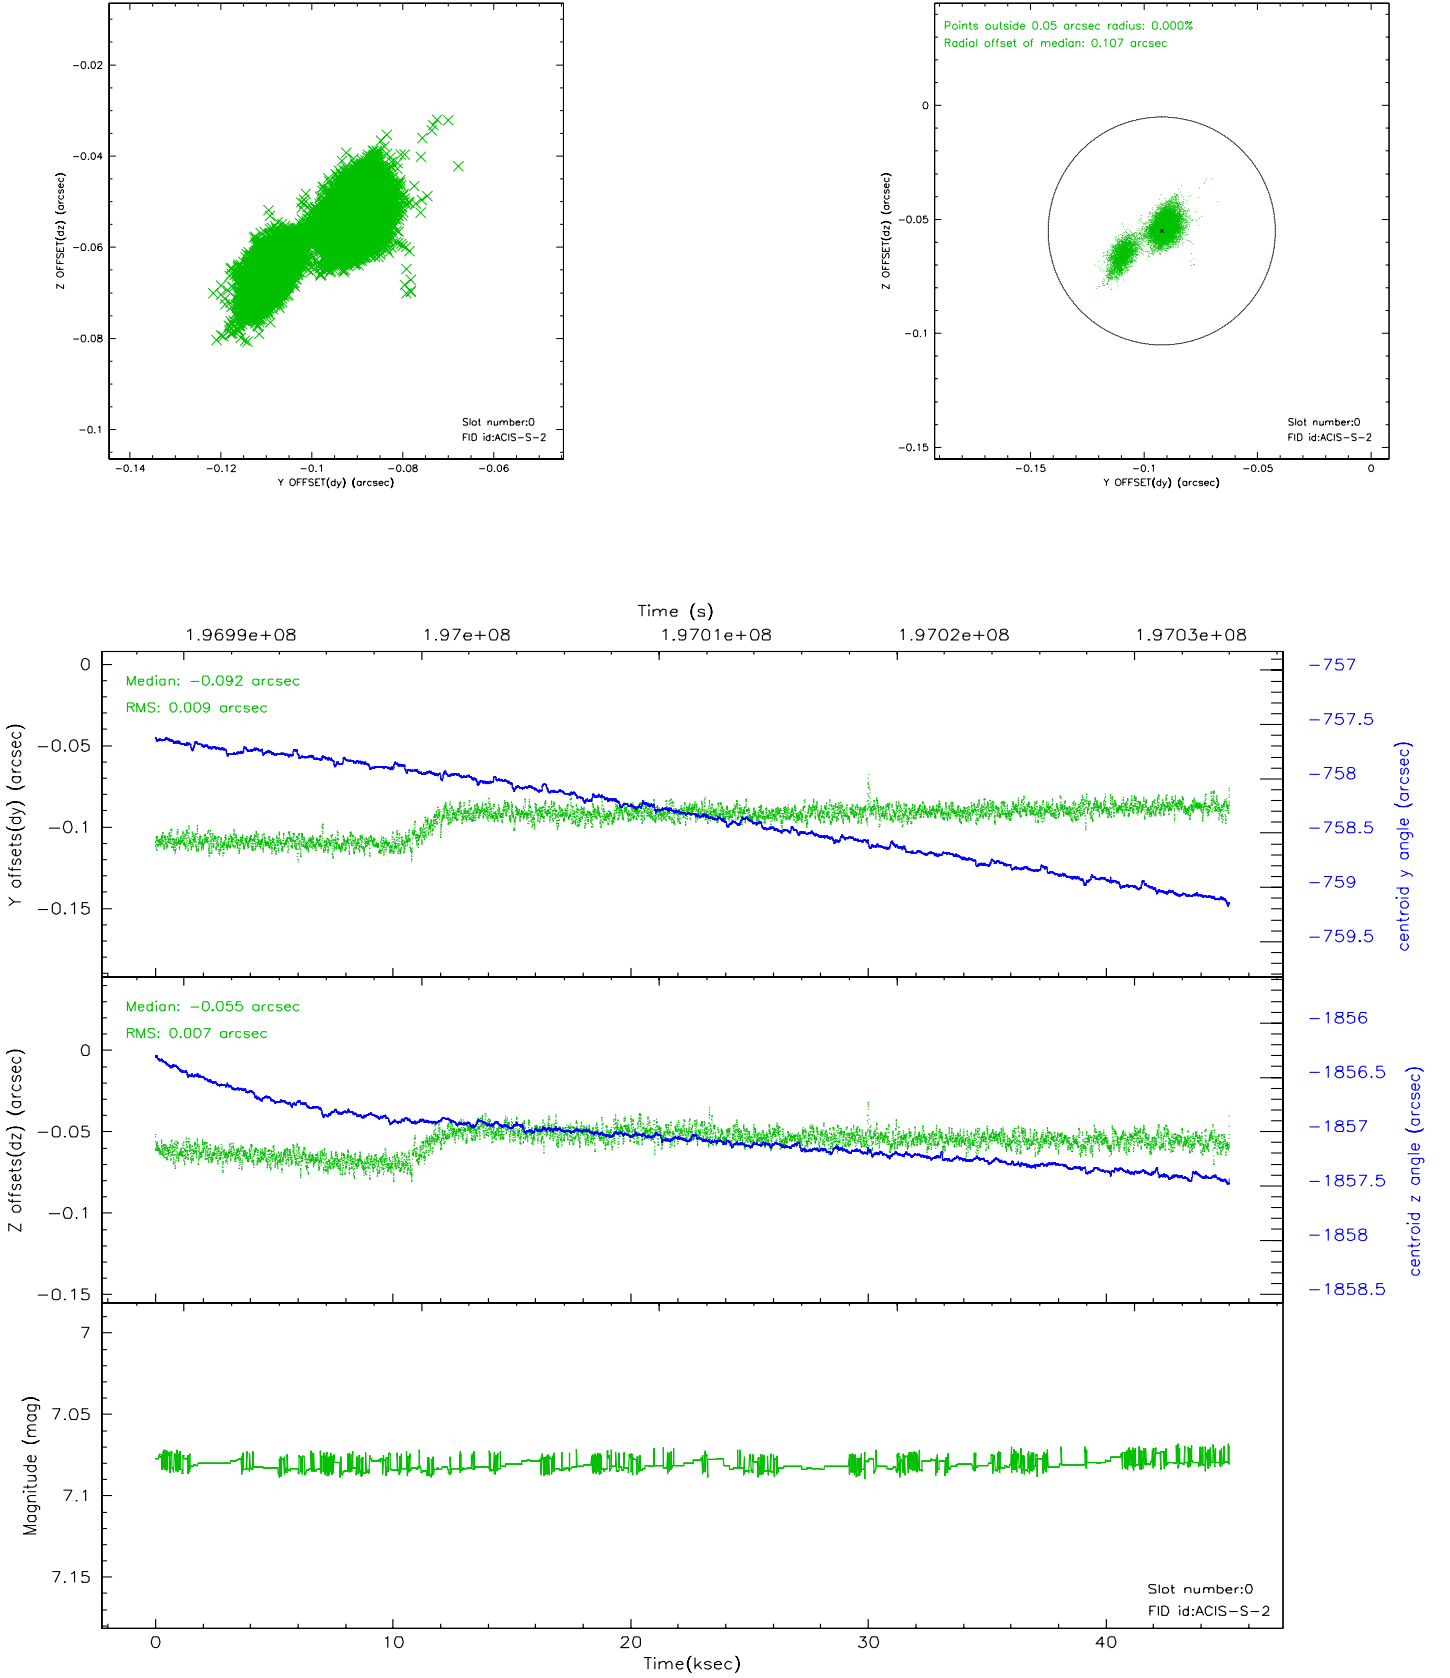 −0.02
−0.04
−0.06
−0.08
−0.1
Z OFFSET(dz) (arcsec)
Slot number:0
FID id:ACIS−S−2
−0.14
−0.12
−0.1
−0.08
−0.06
Y OFFSET(dy) (arcsec)
Points outside 0.05 arcsec radius: 0.000%
Radial offset of median: 0.107 arcsec
0
−0.05
−0.1
−0.15
Z OFFSET(dz) (arcsec)
Slot number:0
FID id:ACIS−S−2
−0.15
−0.1
−0.05
0
Y OFFSET(dy) (arcsec)
Time (s)
1.9699e+08
1.97e+08
1.9701e+08
1.9702e+08
1.9703e+08
Median: −0.092 arcsec
RMS: 0.009 arcsec
0
−0.05
−0.1
−0.15
Y offsets(dy) (arcsec)
−757
−757.5
−758
−758.5
−759
−759.5
centroid y angle (arcsec)
Median: −0.055 arcsec
RMS: 0.007 arcsec
0
−0.05
−0.1
−0.15
Z offsets(dz) (arcsec)
−1856
−1856.5
−1857
−1857.5
−1858
−1858.5
centroid z angle (arcsec)
7
7.05
7.1
7.15
Magnitude (mag)
Slot number:0
FID id:ACIS−S−2
0
10
20
30
40
Time(ksec)